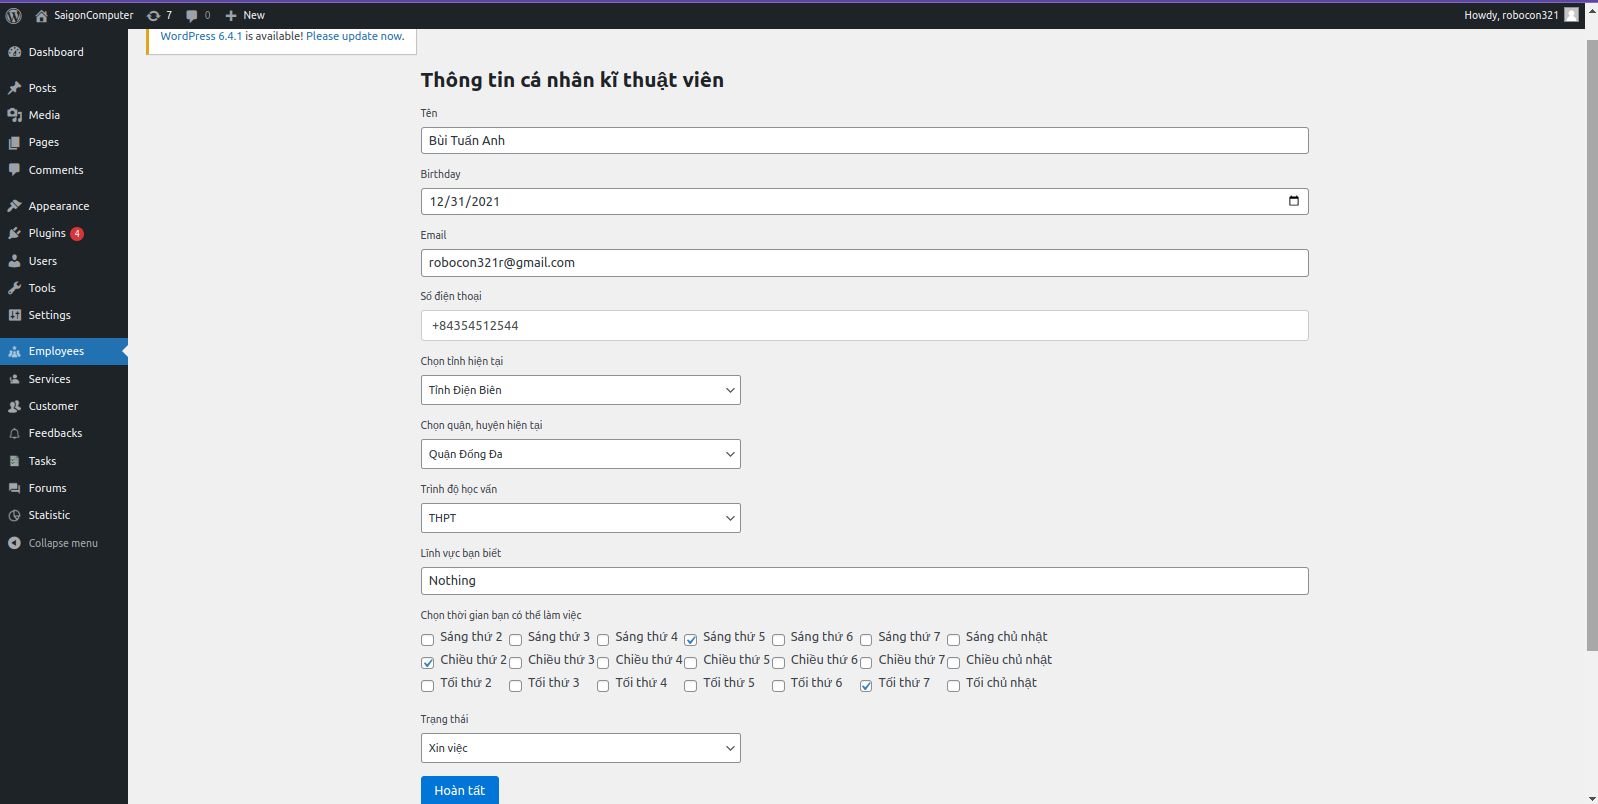 SaigonComputer 7 0 New Howdy, robocon321
WordPress 6.4.1 is available! Please update now.
Dashboard
Posts
Media
Pages
Comments
Appearance
Plugins 4
Users
Tools
Settings
Employees
Services
Customer
Feedbacks
Tasks
Forums
Statistic
Collapse menu
Thông tin cá nhân kĩ thuật viên
Tên
Bùi Tuấn Anh
Birthday
12/31/2021
Email
robocon321r@gmail.com
Số điện thoại
+84354512544
Chọn tỉnh hiện tại
Tỉnh Điện Biên
Chọn quận, huyện hiện tại
Quận Đống Đa
Trình độ học vấn
THPT
Lĩnh vực bạn biết
Nothing
Chọn thời gian bạn có thể làm việc
Sáng thứ 2 Sáng thứ 3 Sáng thứ 4 Sáng thứ 5 Sáng thứ 6 Sáng thứ 7 Sáng chủ nhật
Chiều thứ 2 Chiều thứ 3 Chiều thứ 4 Chiều thứ 5 Chiều thứ 6 Chiều thứ 7 Chiều chủ nhật
Tối thứ 2 Tối thứ 3 Tối thứ 4 Tối thứ 5 Tối thứ 6 Tối thứ 7 Tối chủ nhật
Trạng thái
Xin việc
Hoàn tất